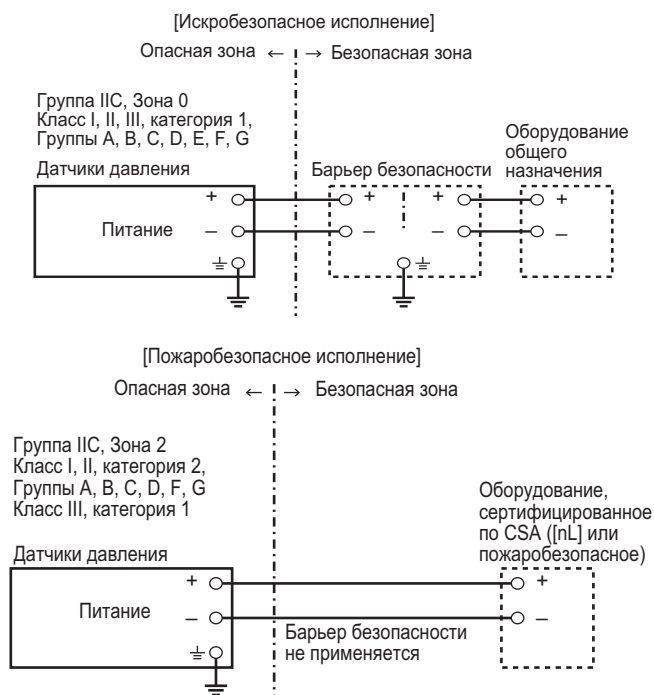 [Искробезопасное исполнение]
Опасная зона ← → Безопасная зона
Группа IIC, Зона 0
Класс I, II, III, категория 1,
Группы A, B, C, D, E, F, G
Датчики давления
Барьер безопасности
Оборудование
общего
назначения
+ + + +
Питание
– – – –
[Пожаробезопасное исполнение]
Опасная зона ← → Безопасная зона
Группа IIC, Зона 2
Класс I, II, категория 2,
Группы A, B, C, D, F, G
Класс III, категория 1
Датчики давления
Оборудование,
сертифицированное
по CSA ([nL] или
пожаробезопасное)
+ +
Питание
– –
Барьер безопасности
не применяется